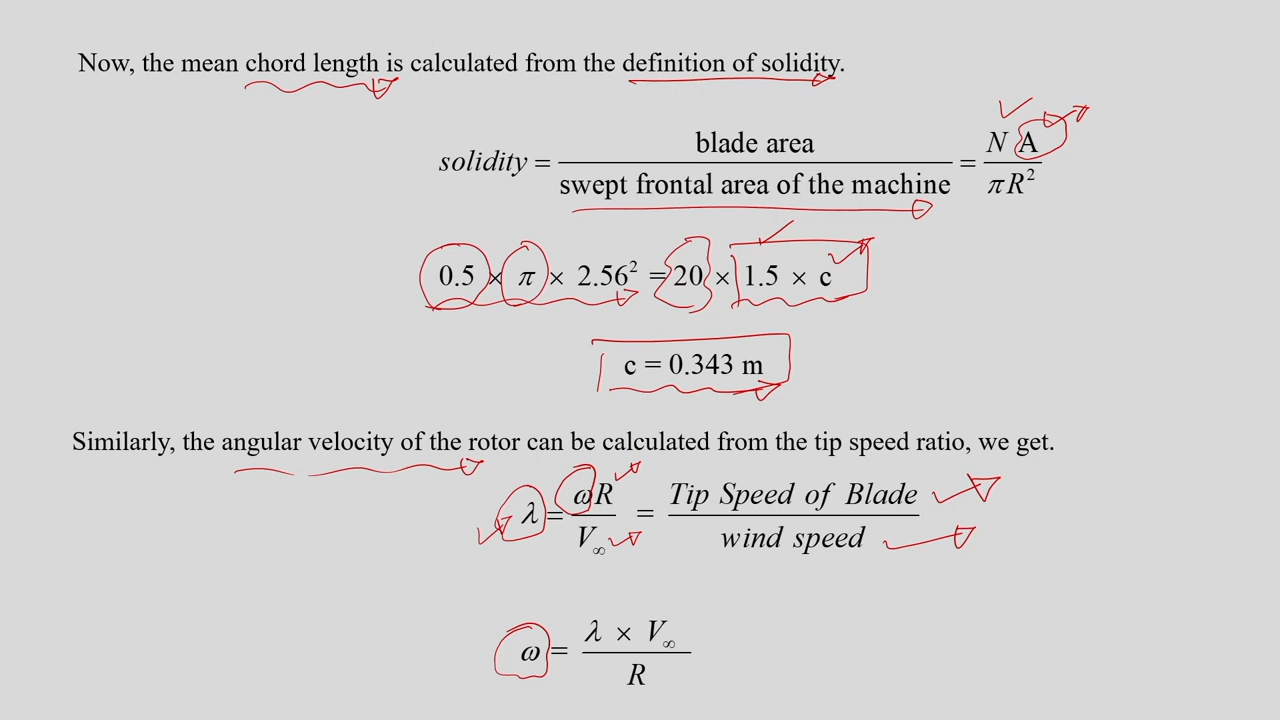 Now, the mean chord length is calculated from the definition of solidity.
solidity = blade area / swept frontal area of the machine = N A / πR²
0.5 × π × 2.56² = 20 × 1.5 × c
c = 0.343 m
Similarly, the angular velocity of the rotor can be calculated from the tip speed ratio, we get.
λ = ωR / V∞ = Tip Speed of Blade / wind speed
ω = λ × V∞ / R